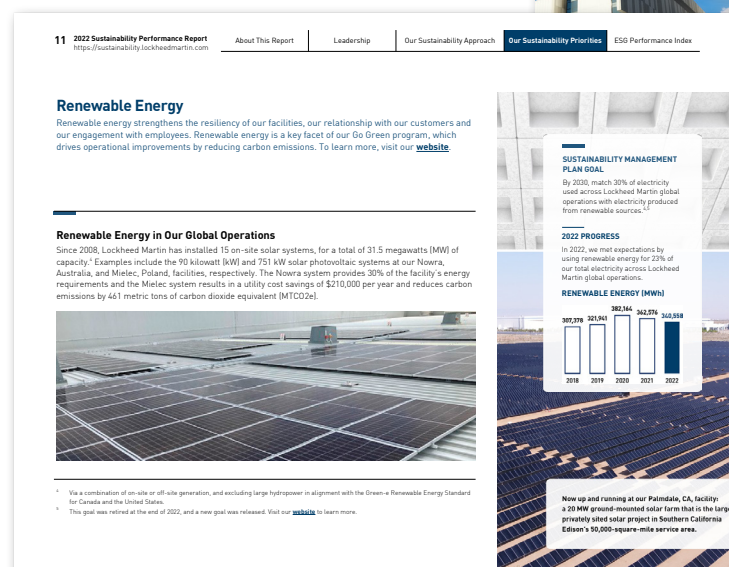 11
2022 Sustainability Performance Report
https://sustainability.lockheedmartin.com
About This Report
Leadership
Our Sustainability Approach
Our Sustainability Priorities
ESG Performance Index
Renewable Energy
Renewable energy strengthens the resiliency of our facilities, our relationship with our customers and
our engagement with employees. Renewable energy is a key facet of our Go Green program, which
drives operational improvements by reducing carbon emissions. To learn more, visit our website.
Renewable Energy in Our Global Operations
Since 2008, Lockheed Martin has installed 15 on-site solar systems, for a total of 31.5 megawatts (MW) of
capacity.⁴ Examples include the 90 kilowatt (kW) and 751 kW solar photovoltaic systems at our Nowra,
Australia, and Mielec, Poland, facilities, respectively. The Nowra system provides 30% of the facility's energy
requirements and the Mielec system results in a utility cost savings of $210,000 per year and reduces carbon
emissions by 461 metric tons of carbon dioxide equivalent (MTCO2e).
⁴ Via a combination of on-site or off-site generation, and excluding large hydropower in alignment with the Green-e Renewable Energy Standard
for Canada and the United States.
⁵ This goal was retired at the end of 2022, and a new goal was released. Visit our website to learn more.
SUSTAINABILITY MANAGEMENT
PLAN GOAL
By 2030, match 30% of electricity
used across Lockheed Martin global
operations with electricity produced
from renewable sources.⁴,⁵
2022 PROGRESS
In 2022, we met expectations by
using renewable energy for 23% of
our total electricity across Lockheed
Martin global operations.
RENEWABLE ENERGY (MWh)
307,378 321,941 382,164 362,576 340,558
2018 2019 2020 2021 2022
Now up and running at our Palmdale, CA, facility:
a 20 MW ground-mounted solar farm that is the
privately sited solar project in Southern California
Edison's 50,000-square-mile service area.